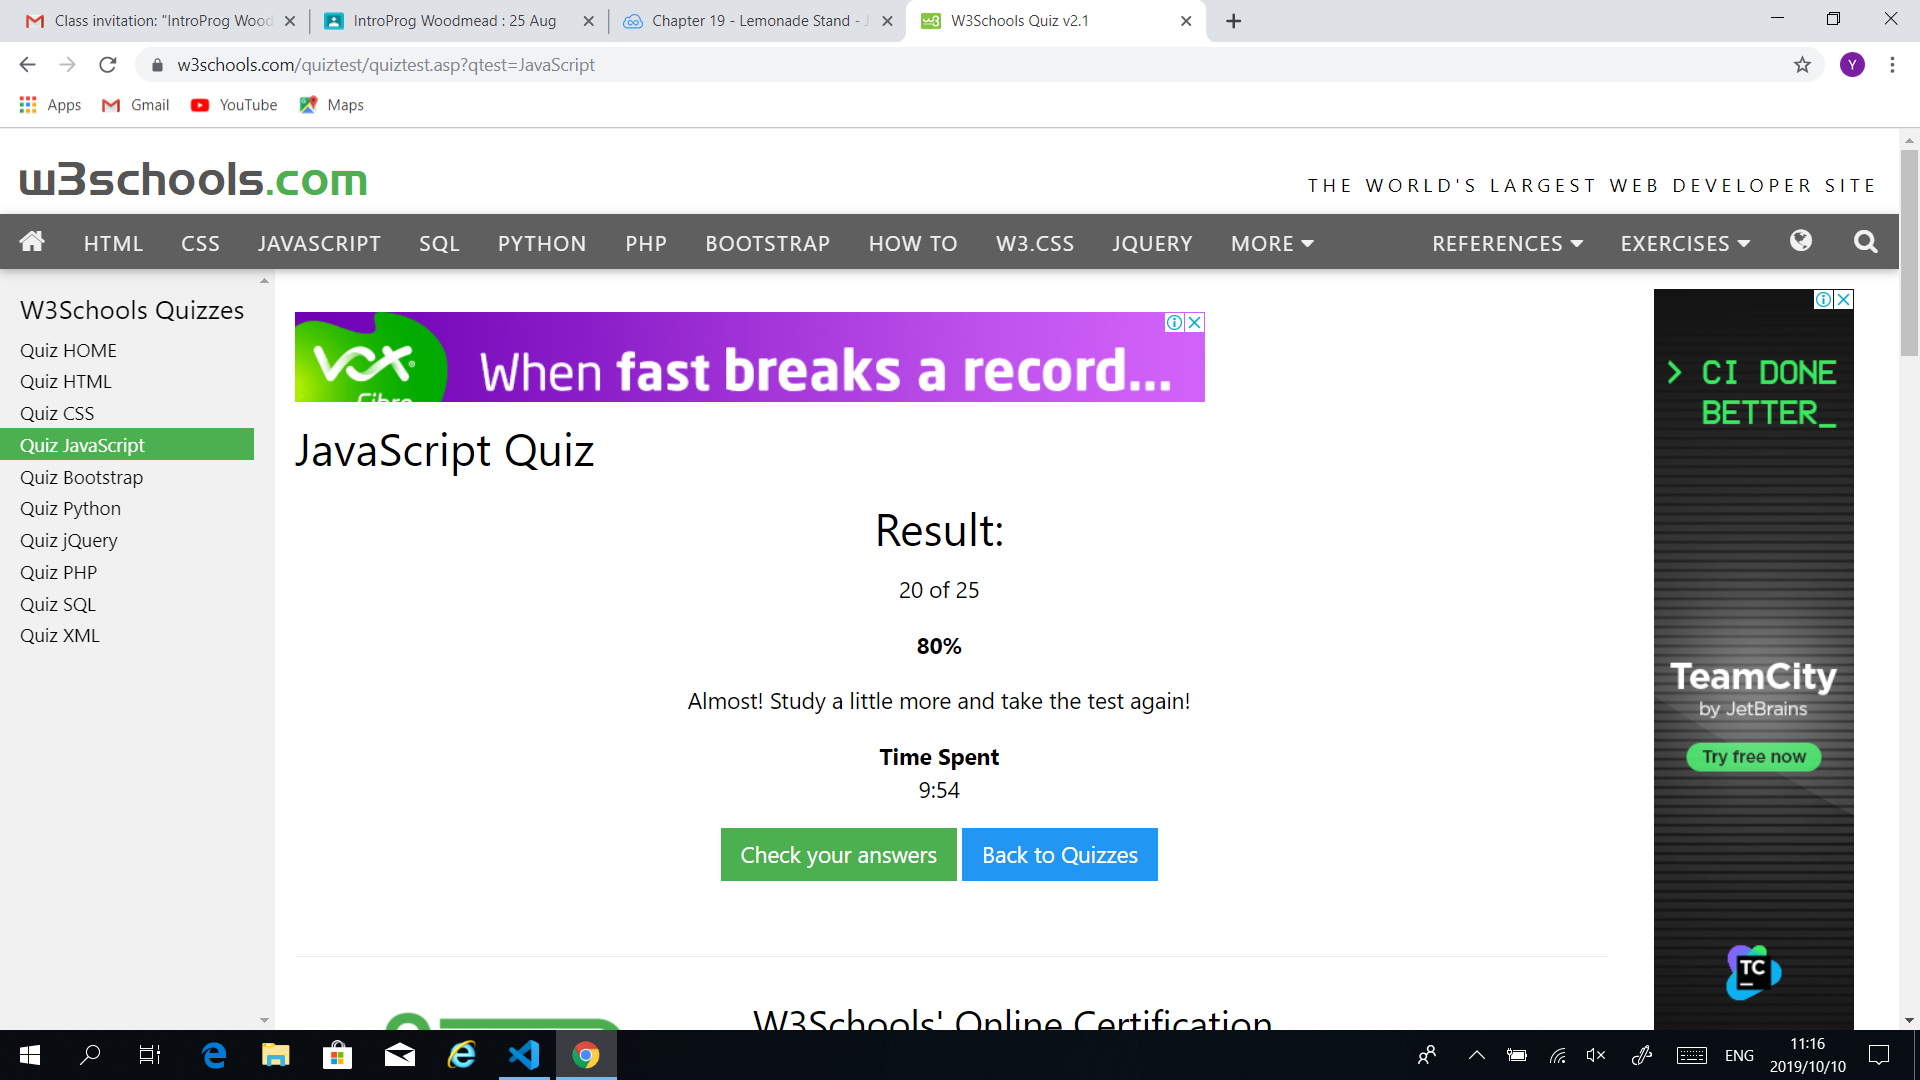 Class invitation: "IntroProg Wood
IntroProg Woodmead : 25 Aug
Chapter 19 - Lemonade Stand - J
W3Schools Quiz v2.1
w3schools.com/quiztest/quiztest.asp?qtest=JavaScript
Y
Apps
Gmail
YouTube
Maps
w3schools.com
THE WORLD'S LARGEST WEB DEVELOPER SITE
HTML CSS JAVASCRIPT SQL PYTHON PHP BOOTSTRAP HOW TO W3.CSS JQUERY MORE REFERENCES EXERCISES
W3Schools Quizzes
Quiz HOME
Quiz HTML
Quiz CSS
Quiz JavaScript
Quiz Bootstrap
Quiz Python
Quiz jQuery
Quiz PHP
Quiz SQL
Quiz XML
vox
Fibre
When fast breaks a record...
JavaScript Quiz
Result:
20 of 25
80%
Almost! Study a little more and take the test again!
Time Spent
9:54
Check your answers
Back to Quizzes
W3Schools' Online Certification
> CI DONE
BETTER_
TeamCity
by JetBrains
Try free now
TC
ENG
11:16
2019/10/10